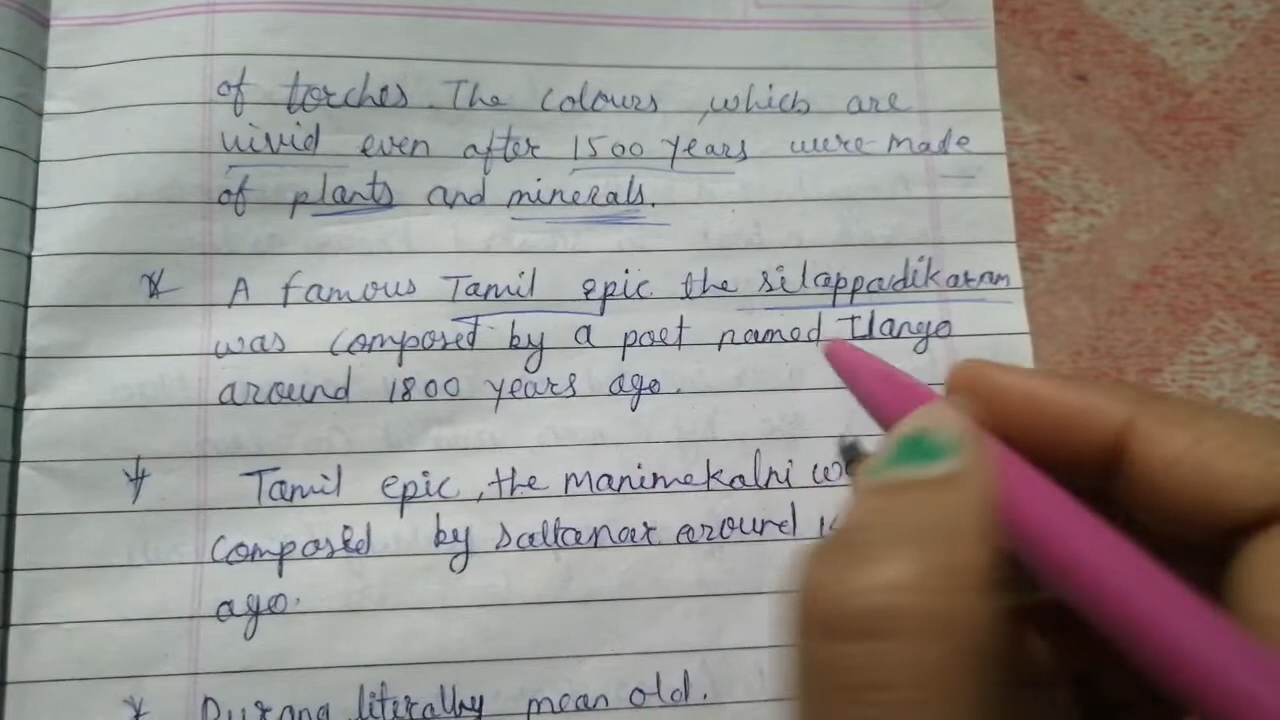 of torches. The colours, which are
vivid even after 1500 years were made
of plants and minerals.
A famous Tamil epic the silappadikaram
was composed by a poet named Ilango
around 1800 years ago.
Tamil epic, the manimekalai
composed by sattanar around
ago.
Purana literally mean old.